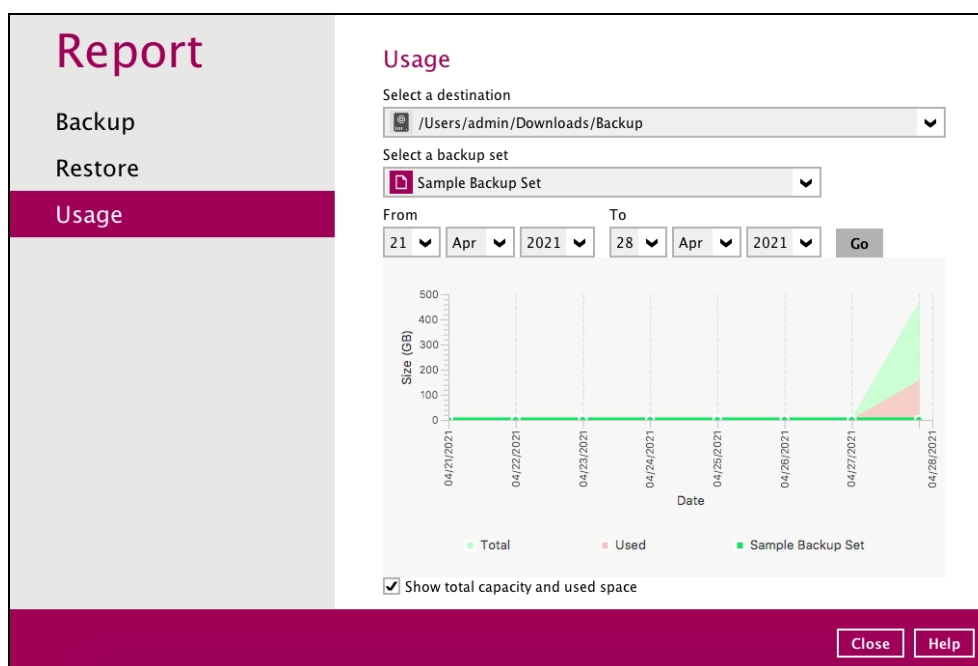 Report
Backup
Restore
Usage
Usage
Select a destination
/Users/admin/Downloads/Backup
Select a backup set
Sample Backup Set
From
To
21 Apr 2021
28 Apr 2021
Go
500
400
300
200
100
0
Size (GB)
04/21/2021
04/22/2021
04/23/2021
04/24/2021
04/25/2021
04/26/2021
04/27/2021
04/28/2021
Date
Total
Used
Sample Backup Set
Show total capacity and used space
Close
Help